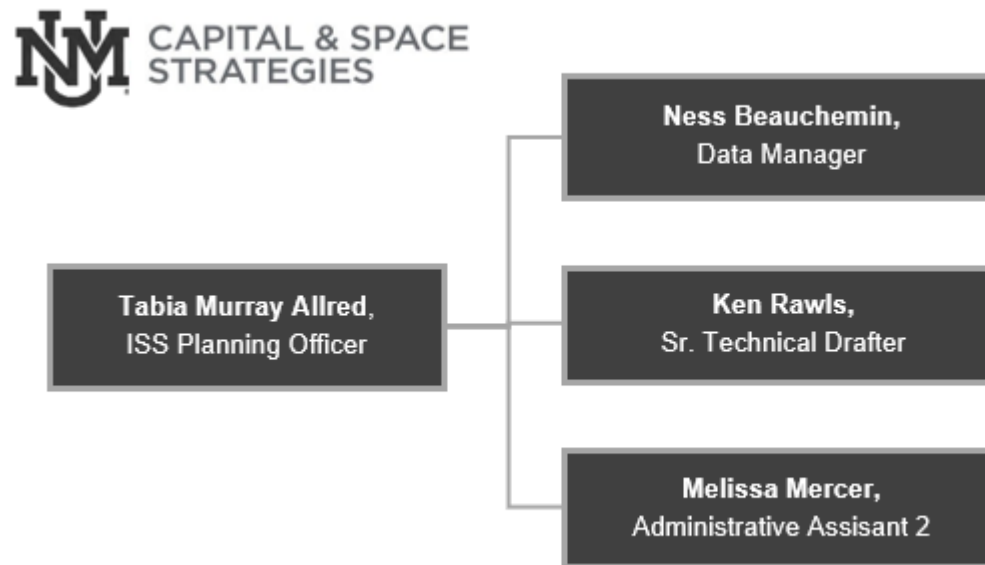 UNM
CAPITAL & SPACE
STRATEGIES
Ness Beauchemin,
Data Manager
Tabia Murray Allred,
ISS Planning Officer
Ken Rawls,
Sr. Technical Drafter
Melissa Mercer,
Administrative Assisant 2